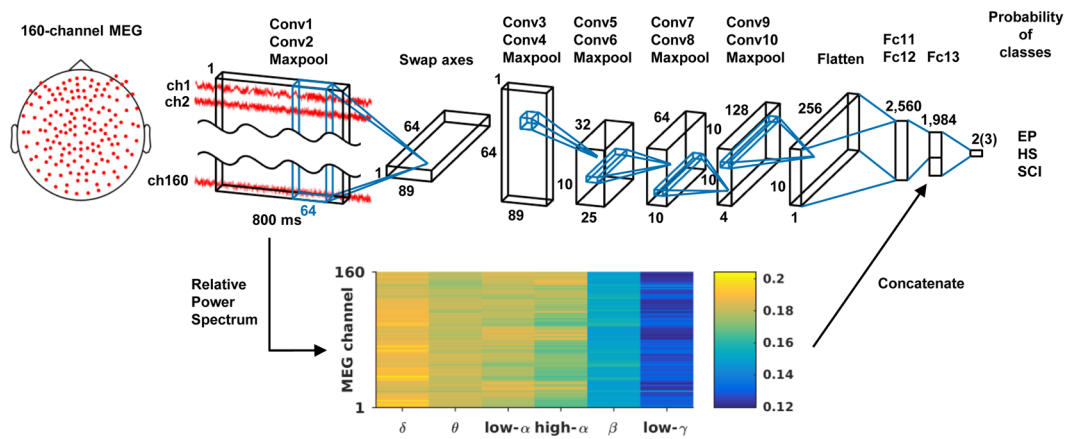 160-channel MEG
Conv1
Conv2
Maxpool
Swap axes
Conv3
Conv4
Maxpool
Conv5
Conv6
Maxpool
Conv7
Conv8
Maxpool
Conv9
Conv10
Maxpool
Flatten
Fc11
Fc12
Fc13
Probability
of
classes
1
ch1
ch2
ch160
64
800 ms
64
1
89
1
64
89
32
10
25
64
10
10
128
10
4
256
10
1
2,560
1,984
2(3)
EP
HS
SCI
Relative
Power
Spectrum
MEG channel
160
1
δ
θ
low-α
high-α
β
low-γ
0.2
0.18
0.16
0.14
0.12
Concatenate